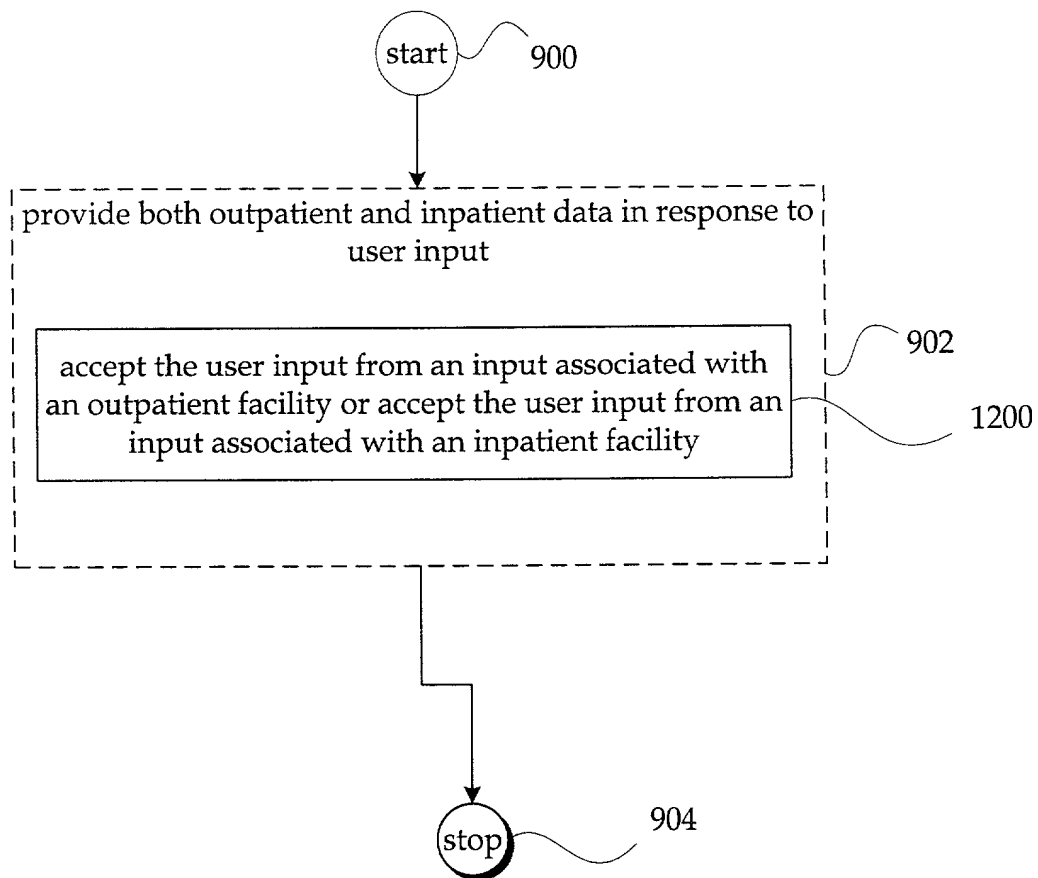 start
900
provide both outpatient and inpatient data in response to
user input
902
accept the user input from an input associated with
an outpatient facility or accept the user input from an
input associated with an inpatient facility
1200
stop
904